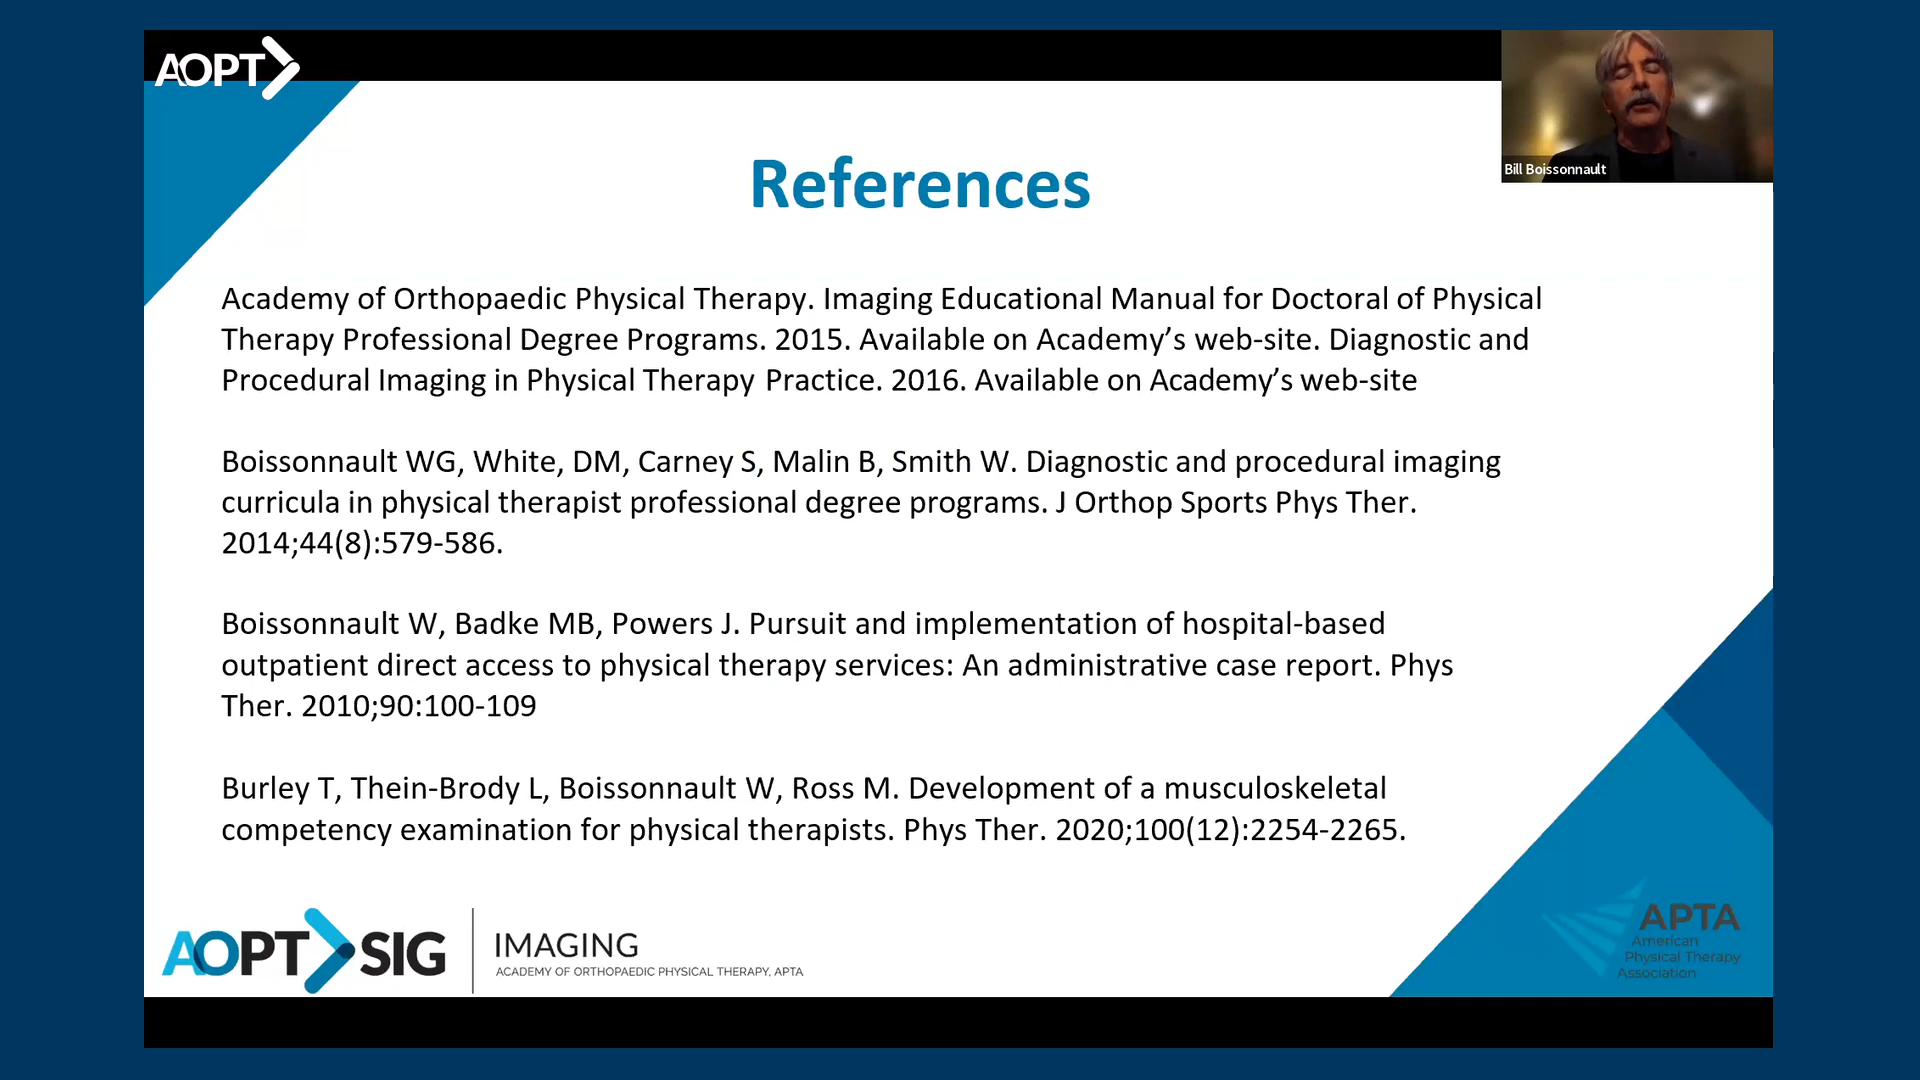 AOPT
Bill Boissonnault
References
Academy of Orthopaedic Physical Therapy. Imaging Educational Manual for Doctoral of Physical
Therapy Professional Degree Programs. 2015. Available on Academy’s web-site. Diagnostic and
Procedural Imaging in Physical Therapy Practice. 2016. Available on Academy’s web-site
Boissonnault WG, White, DM, Carney S, Malin B, Smith W. Diagnostic and procedural imaging
curricula in physical therapist professional degree programs. J Orthop Sports Phys Ther.
2014;44(8):579-586.
Boissonnault W, Badke MB, Powers J. Pursuit and implementation of hospital-based
outpatient direct access to physical therapy services: An administrative case report. Phys
Ther. 2010;90:100-109
Burley T, Thein-Brody L, Boissonnault W, Ross M. Development of a musculoskeletal
competency examination for physical therapists. Phys Ther. 2020;100(12):2254-2265.
AOPT SIG
IMAGING
ACADEMY OF ORTHOPAEDIC PHYSICAL THERAPY, APTA
APTA
American
Physical Therapy
Association